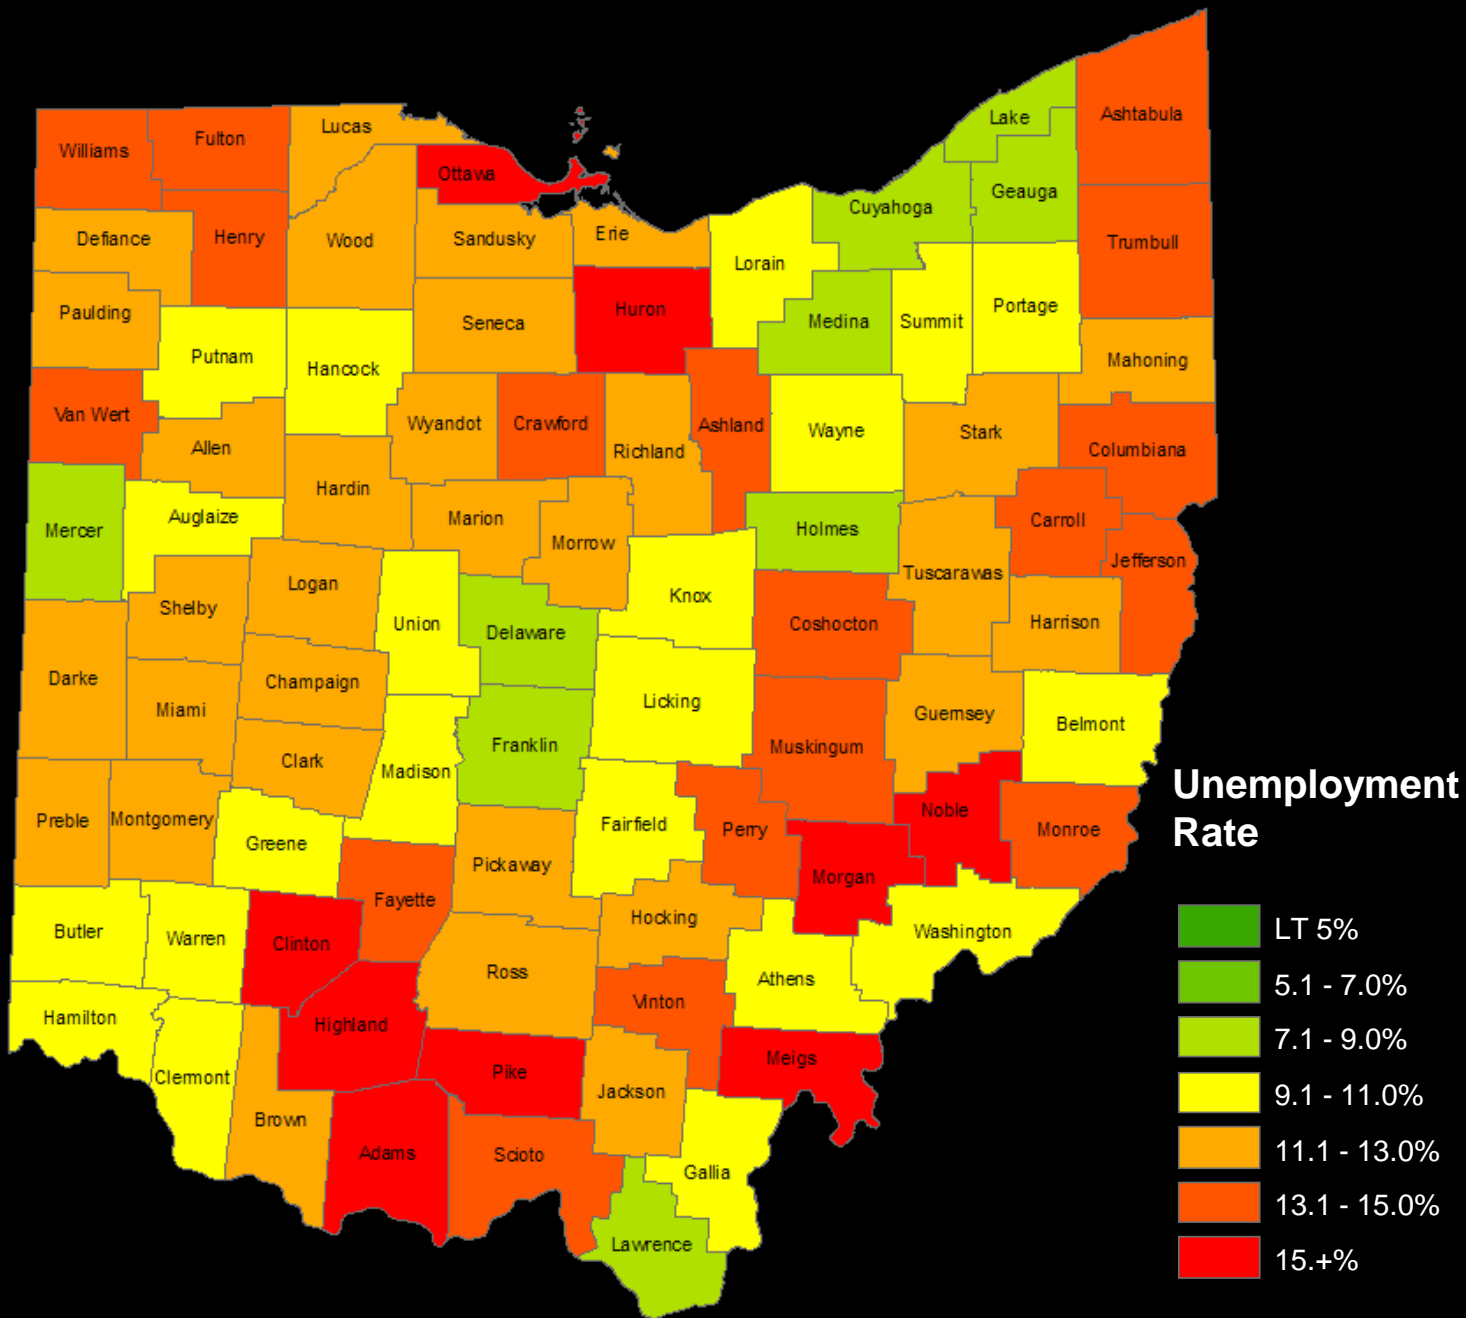 Ashtabula
Lake
Lucas
Fulton
Williams
Ottawa
Geauga
Cuyahoga
Erie
Henry
Defiance
Wood
Sandusky
Trumbull
Lorain
Portage
Huron
Paulding
Seneca
Medina
Summit
Putnam
Mahoning
Hancock
Van Wert
Wyandot
Crawford
Ashland
Wayne
Stark
Allen
Richland
Columbiana
Hardin
Auglaize
Marion
Carroll
Mercer
Holmes
Morrow
Jefferson
Tuscarawas
Logan
Knox
Shelby
Union
Delaware
Coshocton
Harrison
Darke
Champaign
Licking
Miami
Guernsey
Belmont
Franklin
Muskingum
Clark
Madison
Noble
Preble
Montgomery
Fairfield
Perry
Monroe
Greene
Pickaway
Morgan
Fayette
Hocking
Butler
Warren
Clinton
Washington
Ross
Athens
Vinton
Hamilton
Highland
Meigs
Pike
Clermont
Jackson
Brown
Adams
Scioto
Gallia
Lawrence
Unemployment
Rate
LT 5%
5.1 - 7.0%
7.1 - 9.0%
9.1 - 11.0%
11.1 - 13.0%
13.1 - 15.0%
15.+%